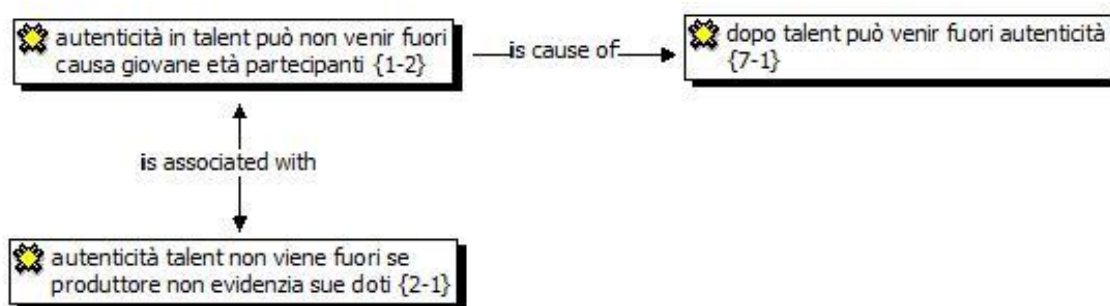 autenticità in talent può non venir fuori
causa giovane età partecipanti {1-2}
is cause of
dopo talent può venir fuori autenticità
{7-1}
is associated with
autenticità talent non viene fuori se
produttore non evidenzia sue doti {2-1}